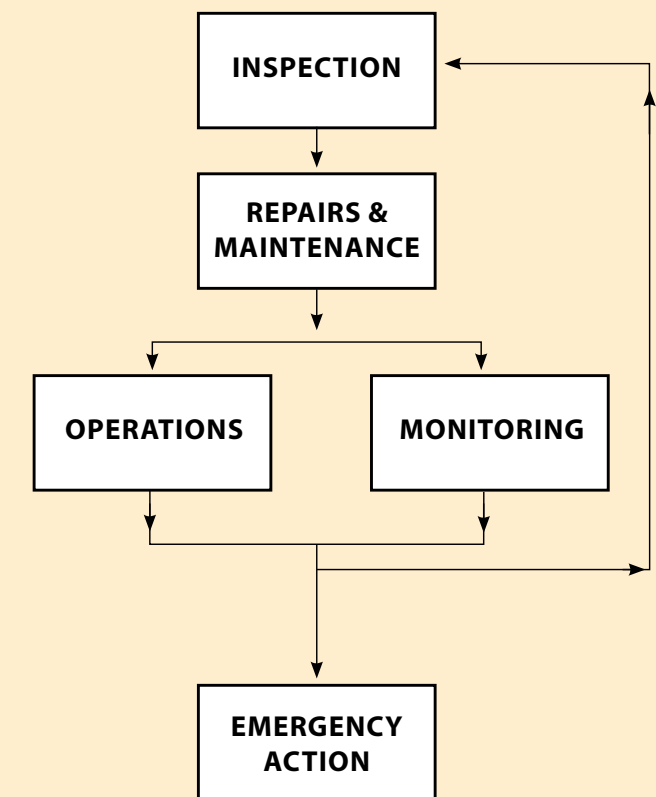 INSPECTION
REPAIRS &
MAINTENANCE
OPERATIONS
MONITORING
EMERGENCY
ACTION